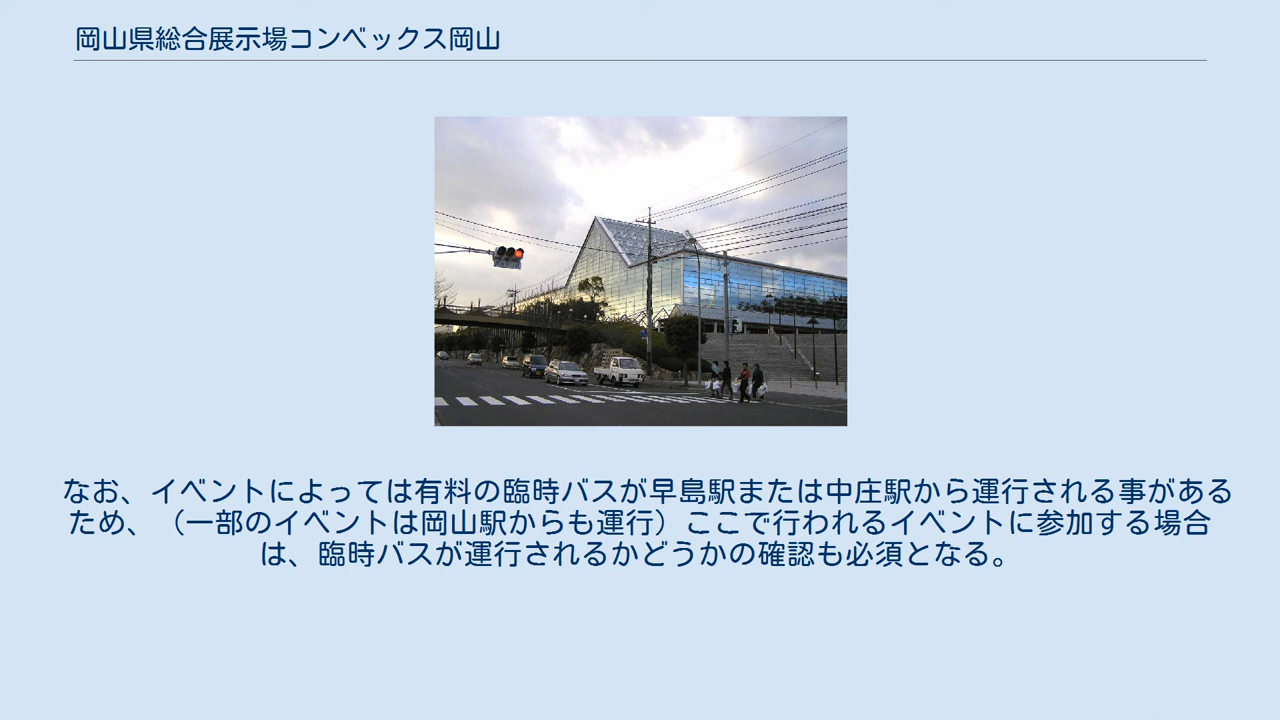 岡山県総合展示場コンベックス岡山
なお、イベントによっては有料の臨時バスが早島駅または中庄駅から運行される事がある
ため、（一部のイベントは岡山駅からも運行）ここで行われるイベントに参加する場合
は、臨時バスが運行されるかどうかの確認も必須となる。